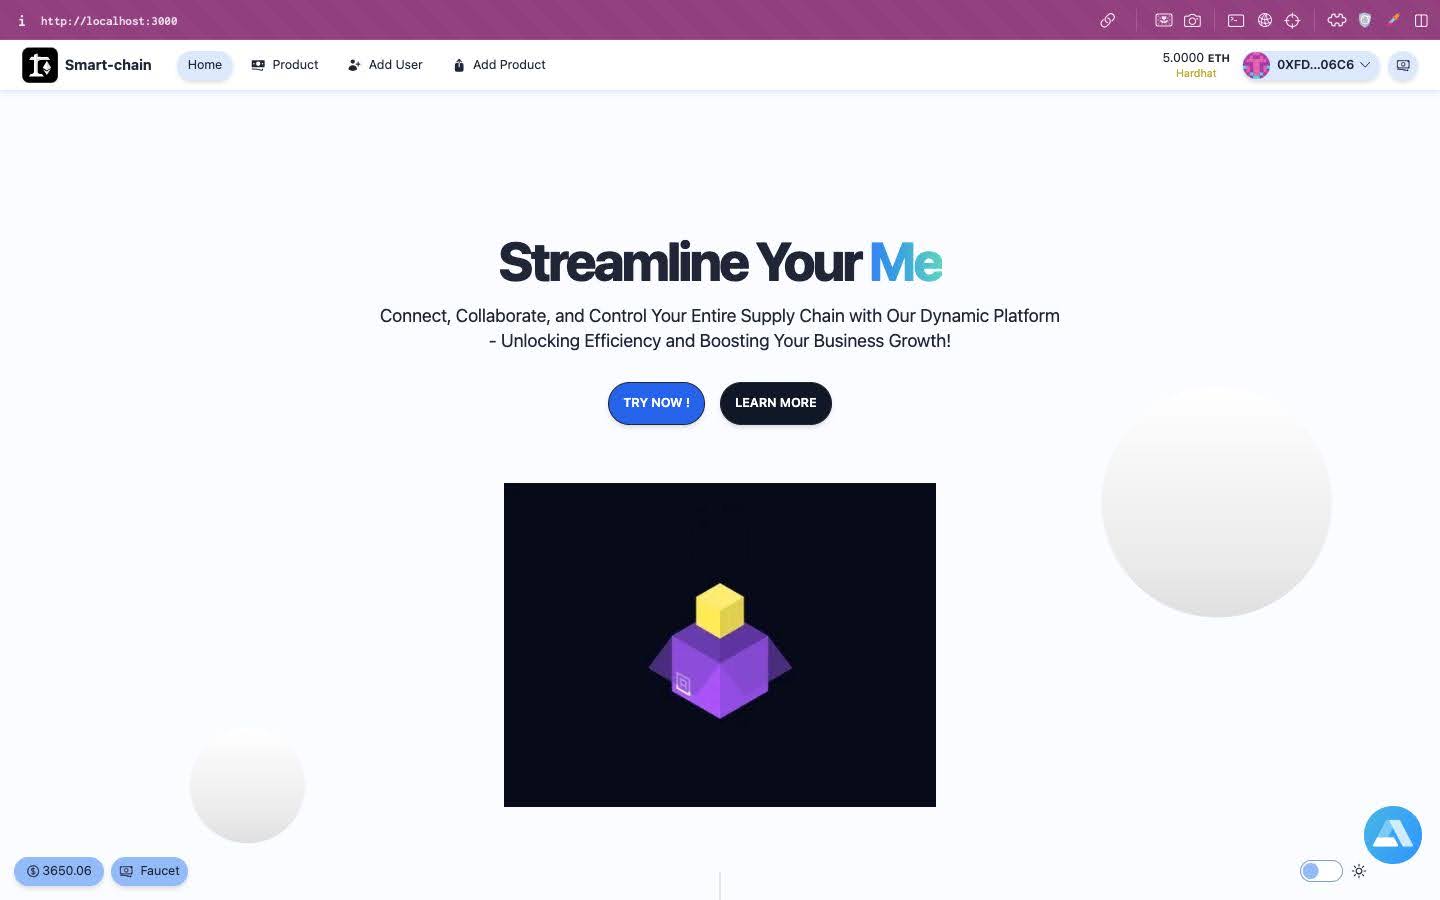 i http://localhost:3000
Smart-chain Home Product Add User Add Product 5.0000 ETH Hardhat 0XFD...06C6
Streamline Your Me
Connect, Collaborate, and Control Your Entire Supply Chain with Our Dynamic Platform
- Unlocking Efficiency and Boosting Your Business Growth!
TRY NOW ! LEARN MORE
3650.06 Faucet